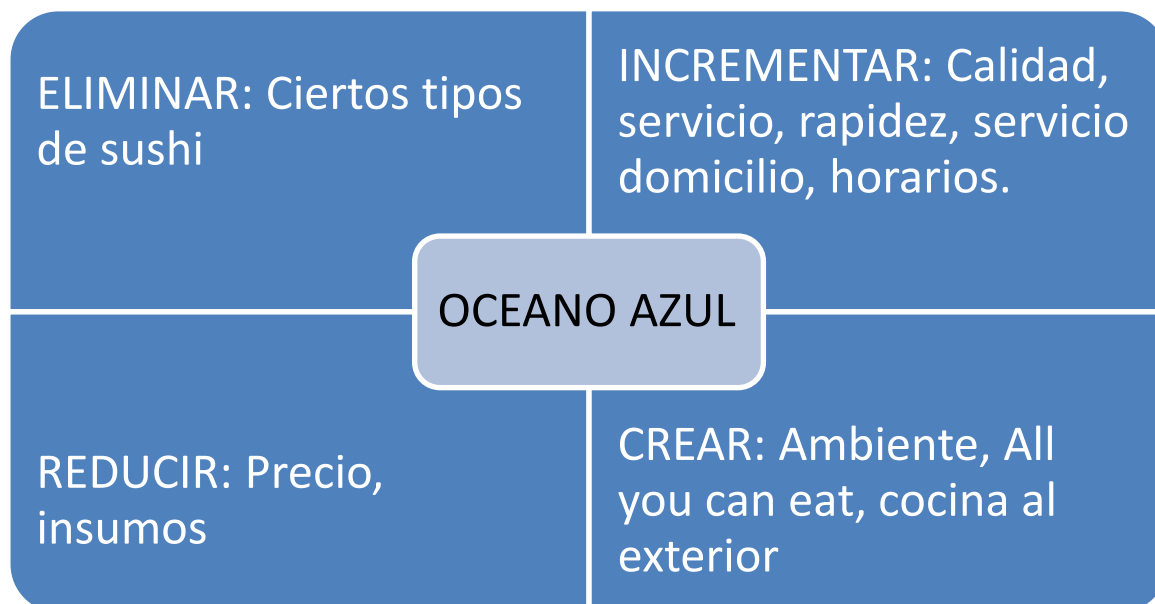 ELIMINAR: Ciertos tipos
de sushi
INCREMENTAR: Calidad,
servicio, rapidez, servicio
domicilio, horarios.
OCEANO AZUL
REDUCIR: Precio,
insumos
CREAR: Ambiente, All
you can eat, cocina al
exterior